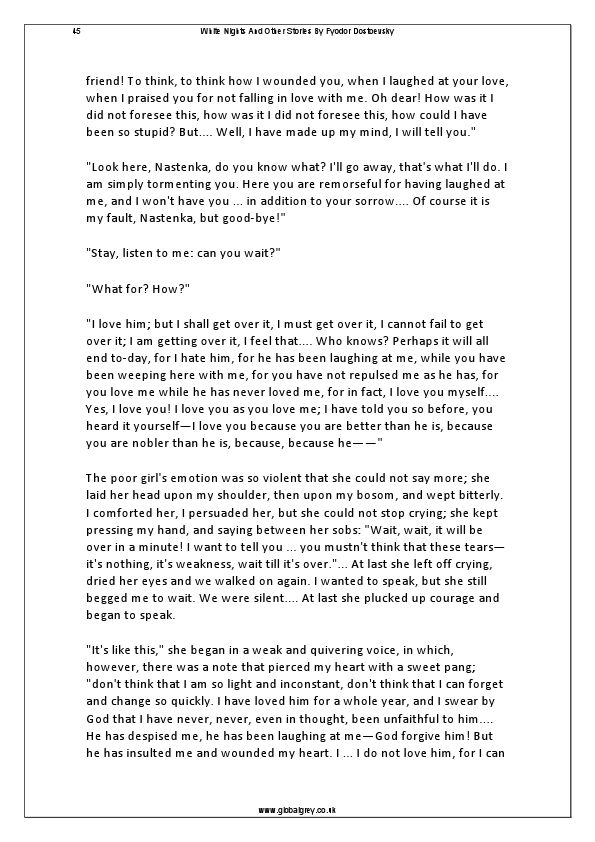 45 White Nights And Other Stories By Fyodor Dostoevsky
friend! To think, to think how I wounded you, when I laughed at your love,
when I praised you for not falling in love with me. Oh dear! How was it I
did not foresee this, how was it I did not foresee this, how could I have
been so stupid? But.... Well, I have made up my mind, I will tell you."
"Look here, Nastenka, do you know what? I'll go away, that's what I'll do. I
am simply tormenting you. Here you are remorseful for having laughed at
me, and I won't have you ... in addition to your sorrow.... Of course it is
my fault, Nastenka, but good-bye!"
"Stay, listen to me: can you wait?"
"What for? How?"
"I love him; but I shall get over it, I must get over it, I cannot fail to get
over it; I am getting over it, I feel that.... Who knows? Perhaps it will all
end to-day, for I hate him, for he has been laughing at me, while you have
been weeping here with me, for you have not repulsed me as he has, for
you love me while he has never loved me, for in fact, I love you myself....
Yes, I love you! I love you as you love me; I have told you so before, you
heard it yourself—I love you because you are better than he is, because
you are nobler than he is, because, because he——"
The poor girl's emotion was so violent that she could not say more; she
laid her head upon my shoulder, then upon my bosom, and wept bitterly.
I comforted her, I persuaded her, but she could not stop crying; she kept
pressing my hand, and saying between her sobs: "Wait, wait, it will be
over in a minute! I want to tell you ... you mustn't think that these tears—
it's nothing, it's weakness, wait till it's over."... At last she left off crying,
dried her eyes and we walked on again. I wanted to speak, but she still
begged me to wait. We were silent.... At last she plucked up courage and
began to speak.
"It's like this," she began in a weak and quivering voice, in which,
however, there was a note that pierced my heart with a sweet pang;
"don't think that I am so light and inconstant, don't think that I can forget
and change so quickly. I have loved him for a whole year, and I swear by
God that I have never, never, even in thought, been unfaithful to him....
He has despised me, he has been laughing at me—God forgive him! But
he has insulted me and wounded my heart. I ... I do not love him, for I can
www.globalgrey.co.uk